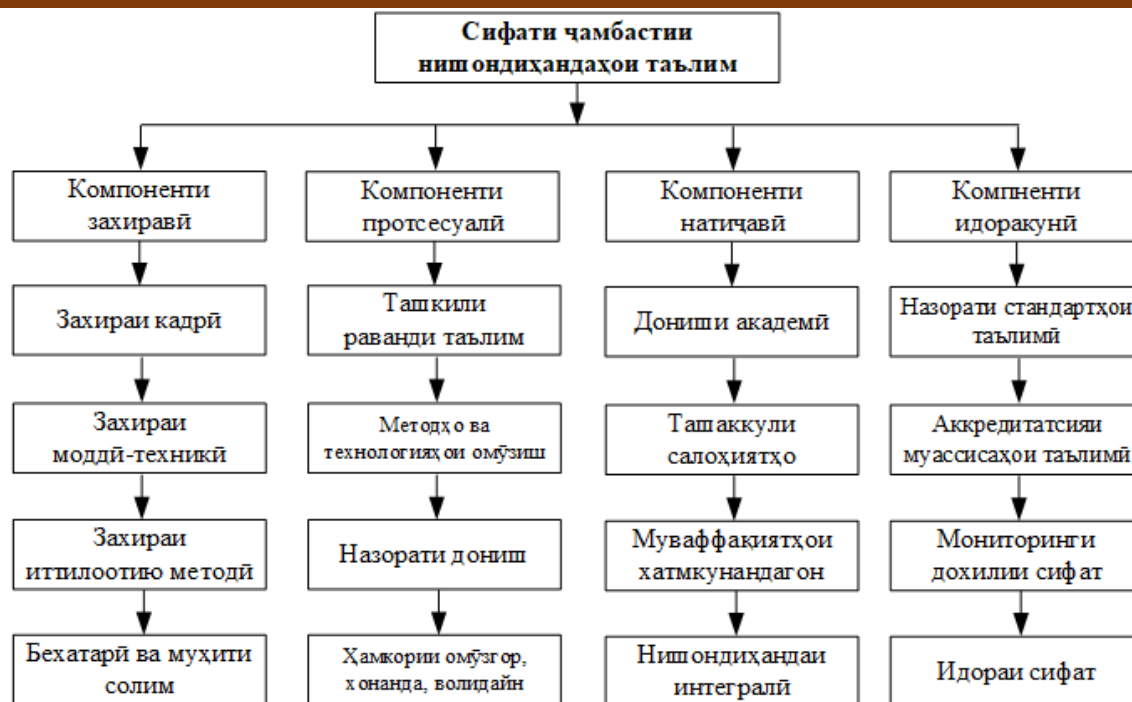 Сифати ҷамбастии
нишондиҳандаҳои таълим
Компоненти
захиравӣ
Компоненти
протсесуалӣ
Компоненти
натиҷавӣ
Компненти
идоракунӣ
Захираи кадрӣ
Ташкили
раванди таълим
Дониши академӣ
Назорати стандартҳои
таълимӣ
Захираи
моддӣ-техникӣ
Методҳо ва
технологияҳои омӯзиш
Ташаккули
салоҳиятҳо
Аккредитатсияи
муассисаҳои таълимӣ
Захираи
иттилоотию методӣ
Назорати дониш
Муваффақиятҳои
хатмкунандагон
Мониторинги
дохилии сифат
Бехатарӣ ва муҳити
солим
Ҳамкории омӯзгор,
хонанда, волидайн
Нишондиҳандаи
интегралӣ
Идораи сифат